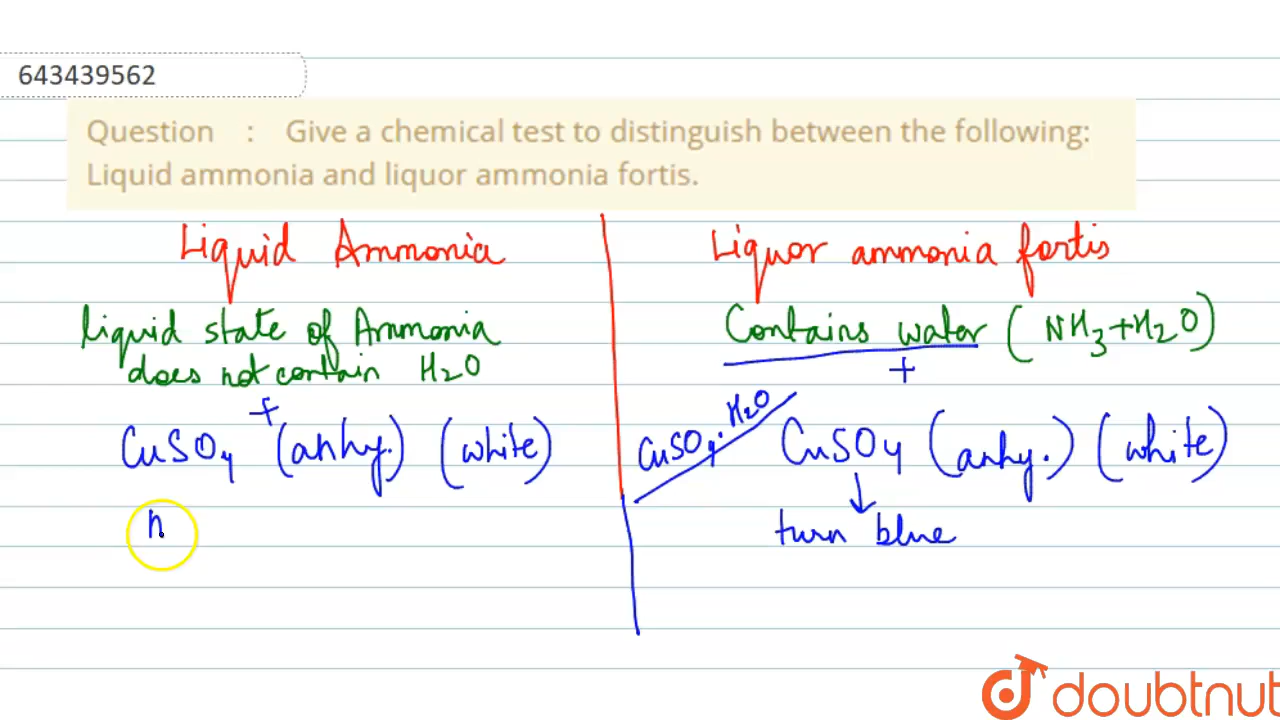 643439562
Question : Give a chemical test to distinguish between the following:
Liquid ammonia and liquor ammonia fortis.
Liquid Ammonia
liquid state of Ammonia
does not contain H2O
+
CuSO4 (anhy.) (white)
n
Liquor ammonia fortis
Contains water (NH3+H2O)
+
CuSO4.H2O
CuSO4 (anhy.) (white)
↓
turn blue
doubtnut